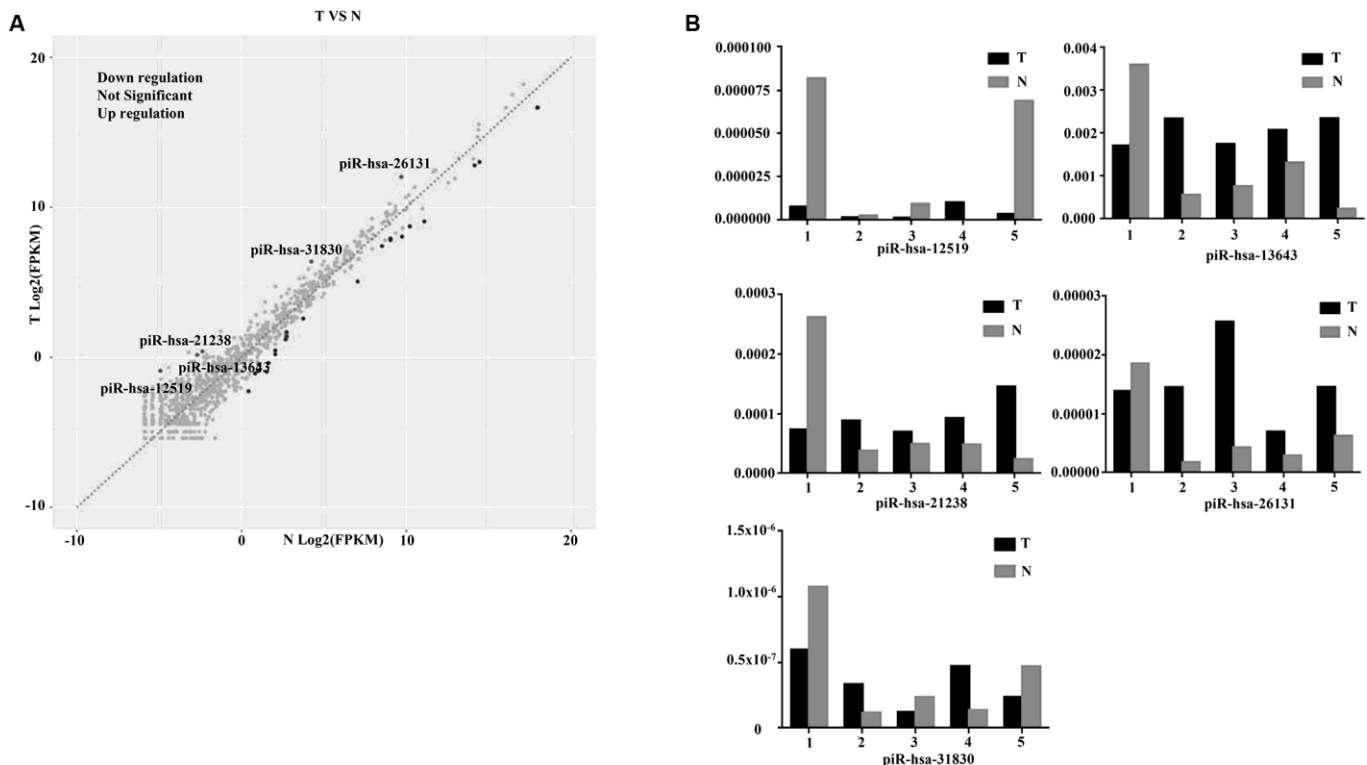 A
T VS N
20
Down regulation
Not Significant
Up regulation
piR-hsa-26131
10
piR-hsa-31830
T Log2(FPKM)
piR-hsa-21238
0
piR-hsa-13643
piR-hsa-12519
-10
-10 0 10 20
N Log2(FPKM)
B
0.000100
0.000075
0.000050
0.000025
0.000000
T
N
1 2 3 4 5
piR-hsa-12519
0.004
0.003
0.002
0.001
0.000
T
N
1 2 3 4 5
piR-hsa-13643
0.0003
0.0002
0.0001
0.0000
T
N
1 2 3 4 5
piR-hsa-21238
0.00003
0.00002
0.00001
0.00000
T
N
1 2 3 4 5
piR-hsa-26131
1.5x10⁻⁶
1.0x10⁻⁶
0.5x10⁻⁷
0
T
N
1 2 3 4 5
piR-hsa-31830